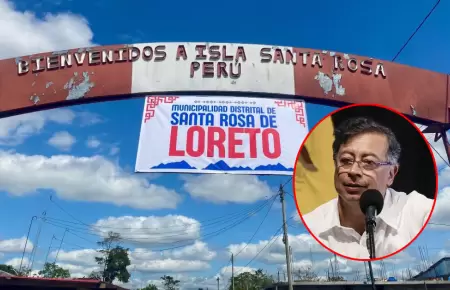 BIENVENIDOS A ISLA SANTA ROSA
PERU
MUNICIPALIDAD DISTRITAL DE
SANTA ROSA DE
LORETO